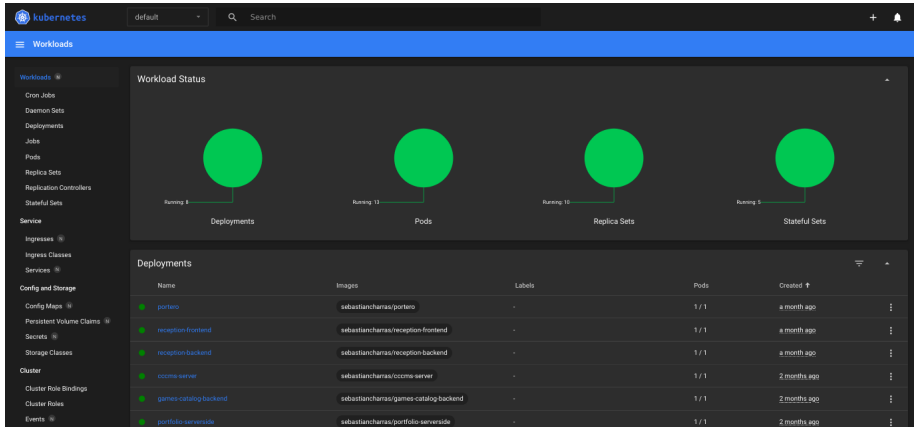 kubernetes
default
Search
Workloads
Workloads N
Cron Jobs
Daemon Sets
Deployments
Jobs
Pods
Replica Sets
Replication Controllers
Stateful Sets
Service
Ingresses N
Ingress Classes
Services N
Config and Storage
Config Maps N
Persistent Volume Claims N
Secrets N
Storage Classes
Cluster
Cluster Role Bindings
Cluster Roles
Events N
Workload Status
Running: 8
Deployments
Running: 13
Pods
Running: 10
Replica Sets
Running: 5
Stateful Sets
Deployments
Name Images Labels Pods Created ↑
portero sebastiancharras/portero - 1 / 1 a month ago
reception-frontend sebastiancharras/reception-frontend - 1 / 1 a month ago
reception-backend sebastiancharras/reception-backend - 1 / 1 a month ago
cccms-server sebastiancharras/cccms-server - 1 / 1 2 months ago
games-catalog-backend sebastiancharras/games-catalog-backend - 1 / 1 2 months ago
portfolio-serverside sebastiancharras/portfolio-serverside - 1 / 1 2 months ago